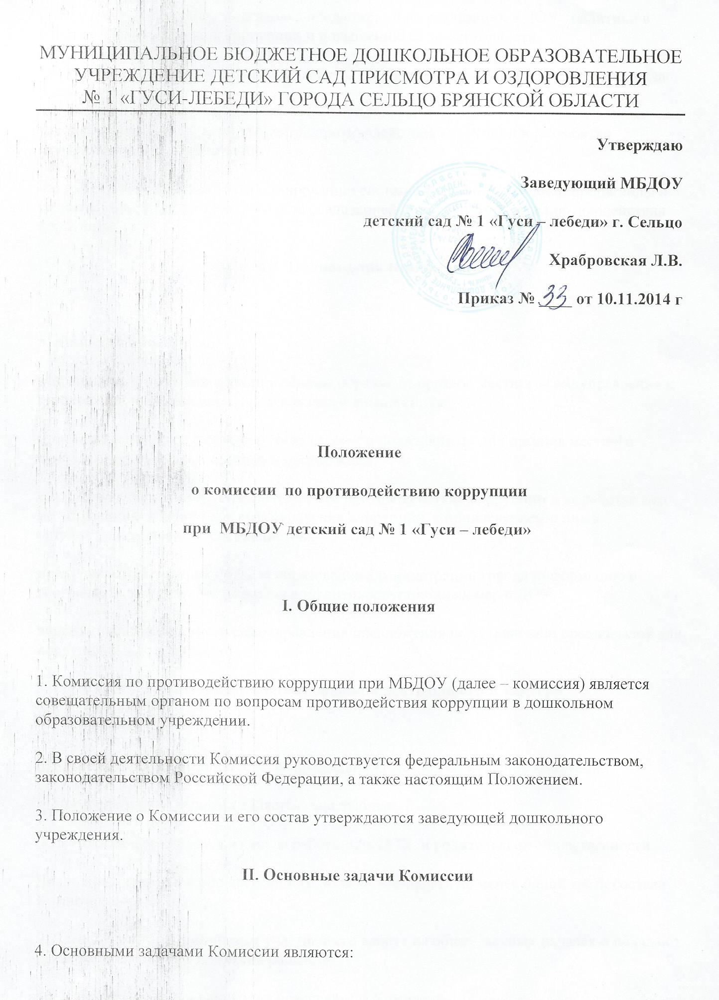 МУНИЦИПАЛЬНОЕ БЮДЖЕТНОЕ ДОШКОЛЬНОЕ ОБРАЗОВАТЕЛЬНОЕ
УЧРЕЖДЕНИЕ ДЕТСКИЙ САД ПРИСМОТРА И ОЗДОРОВЛЕНИЯ
№ 1 «ГУСИ-ЛЕБЕДИ» ГОРОДА СЕЛЬЦО БРЯНСКОЙ ОБЛАСТИ
Утверждаю
Заведующий МБДОУ
детский сад № 1 «Гуси – лебеди» г. Сельцо
Храбровская Л.В.
Приказ № 33 от 10.11.2014 г
Положение
о комиссии по противодействию коррупции
при МБДОУ детский сад № 1 «Гуси – лебеди»
I. Общие положения
1. Комиссия по противодействию коррупции при МБДОУ (далее – комиссия) является
совещательным органом по вопросам противодействия коррупции в дошкольном
образовательном учреждении.
2. В своей деятельности Комиссия руководствуется федеральным законодательством,
законодательством Российской Федерации, а также настоящим Положением.
3. Положение о Комиссии и его состав утверждаются заведующей дошкольного
учреждения.
II. Основные задачи Комиссии
4. Основными задачами Комиссии являются: